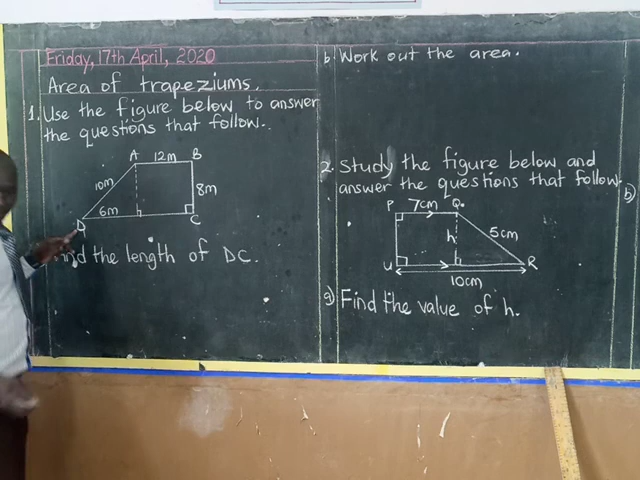 Friday, 17th April, 2020
Area of trapeziums.
1. Use the figure below to answer
the questions that follow.
A 12m B
10m
8m
6m
D C
the length of DC.
b. Work out the area.
2. Study the figure below and
answer the questions that follow.
P 7cm Q
h 5cm
U R
10cm
a) Find the value of h.
b)